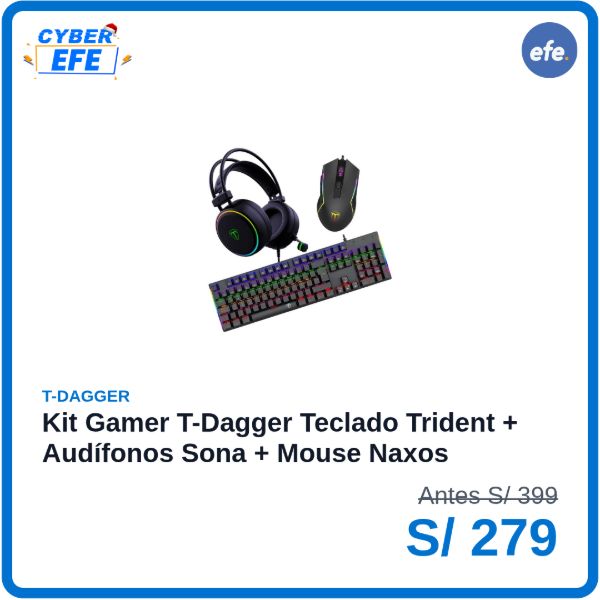 CYBER
EFE
efe.
T-DAGGER
Kit Gamer T-Dagger Teclado Trident +
Audífonos Sona + Mouse Naxos
Antes S/ 399
S/ 279